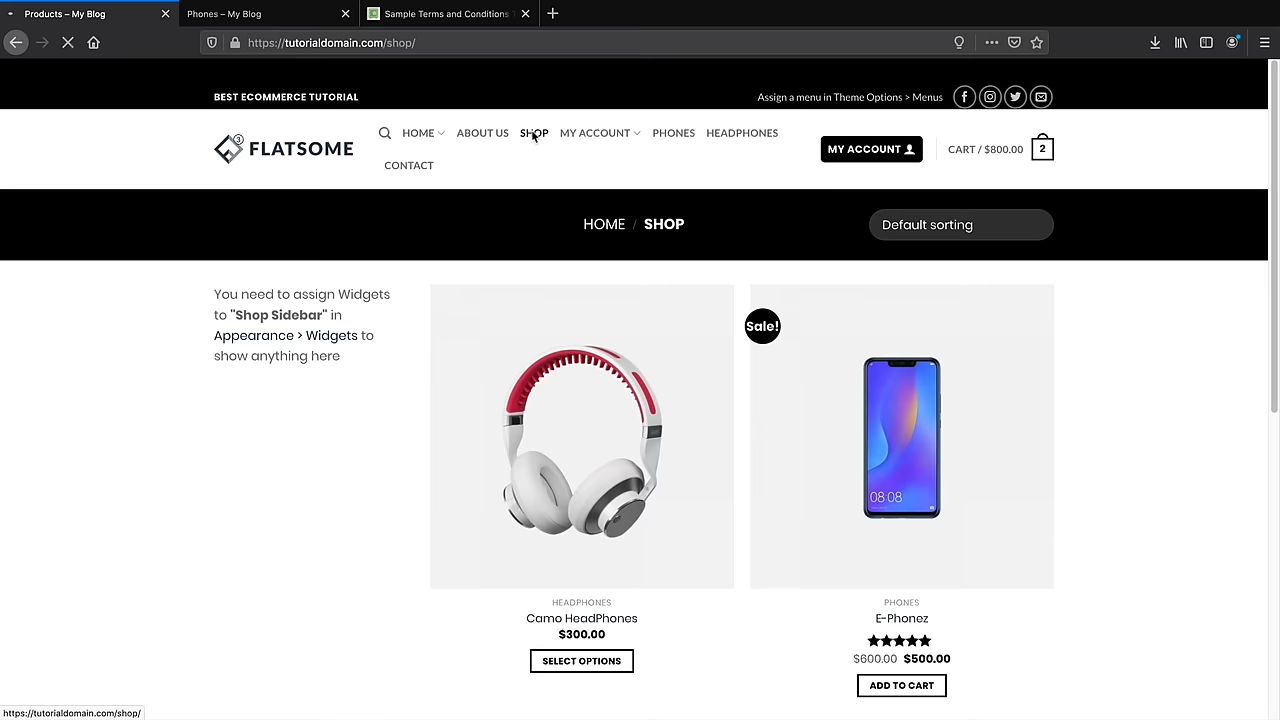 Products – My Blog
Phones – My Blog
Sample Terms and Conditions
https://tutorialdomain.com/shop/
BEST ECOMMERCE TUTORIAL
Assign a menu in Theme Options > Menus
FLATSOME
3
HOME
ABOUT US
SHOP
MY ACCOUNT
PHONES
HEADPHONES
CONTACT
MY ACCOUNT
CART / $800.00
2
HOME / SHOP
Default sorting
You need to assign Widgets
to "Shop Sidebar" in
Appearance > Widgets to
show anything here
Sale!
08:08
HEADPHONES
Camo HeadPhones
$300.00
SELECT OPTIONS
PHONES
E-Phonez
$600.00 $500.00
ADD TO CART
https://tutorialdomain.com/shop/